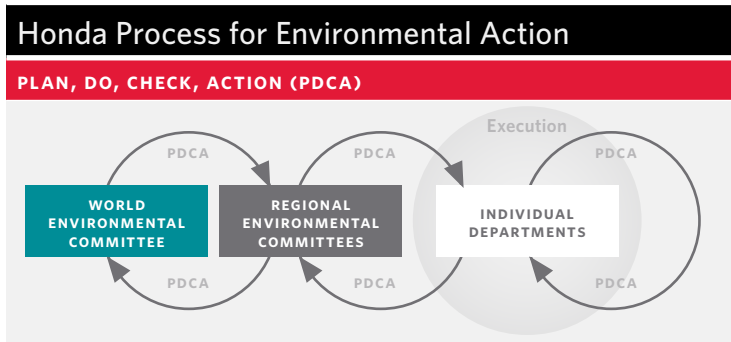 Honda Process for Environmental Action
PLAN, DO, CHECK, ACTION (PDCA)
Execution
PDCA
PDCA
PDCA
WORLD
ENVIRONMENTAL
COMMITTEE
REGIONAL
ENVIRONMENTAL
COMMITTEES
INDIVIDUAL
DEPARTMENTS
PDCA
PDCA
PDCA